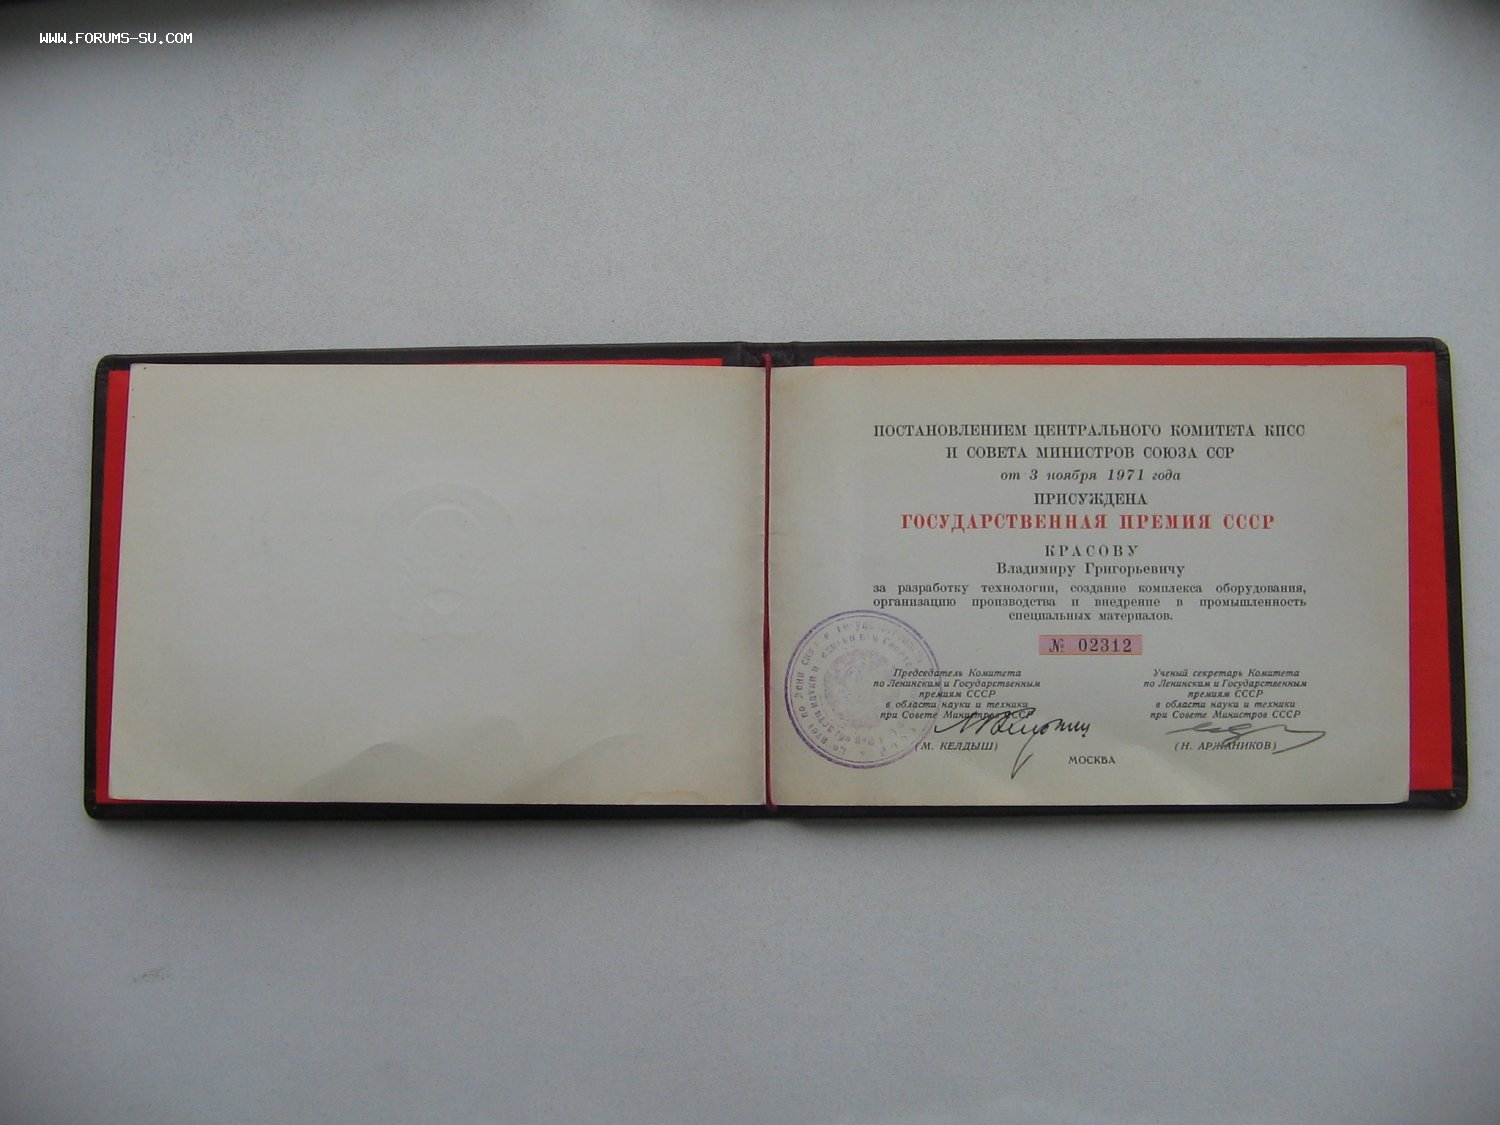 WWW.FORUMS-SU.COM
ПОСТАНОВЛЕНИЕМ ЦЕНТРАЛЬНОГО КОМИТЕТА КПСС
И СОВЕТА МИНИСТРОВ СОЮЗА ССР
от 3 ноября 1971 года
ПРИСУЖДЕНА
ГОСУДАРСТВЕННАЯ ПРЕМИЯ СССР
КРАСОВУ
Владимиру Григорьевичу
за разработку технологии, создание комплекса оборудования,
организацию производства и внедрение в промышленность
специальных материалов.
№ 02312
Председатель Комитета
по Ленинским и Государственным
премиям СССР
в области науки и техники
при Совете Министров СССР
(М. КЕЛДЫШ)
Ученый секретарь Комитета
по Ленинским и Государственным
премиям СССР
в области науки и техники
при Совете Министров СССР
(Н. АРЖАНИКОВ)
МОСКВА